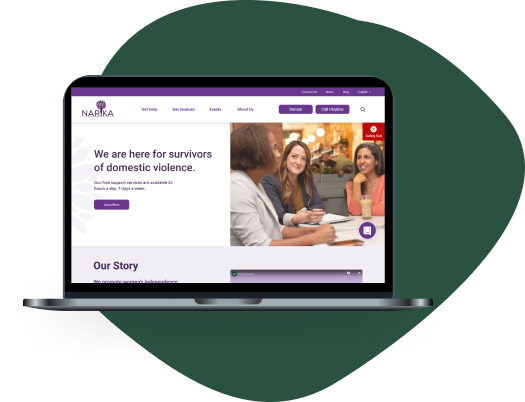 Blog
English
NARIKA
Get Help
Get Involved
Events
About Us
Donate
Call Helpline
Safety Exit
We are here for survivors
of domestic violence.
Our free support services are available 24
hours a day, 7 days a week.
Learn More
Our Story
We promote women's independence